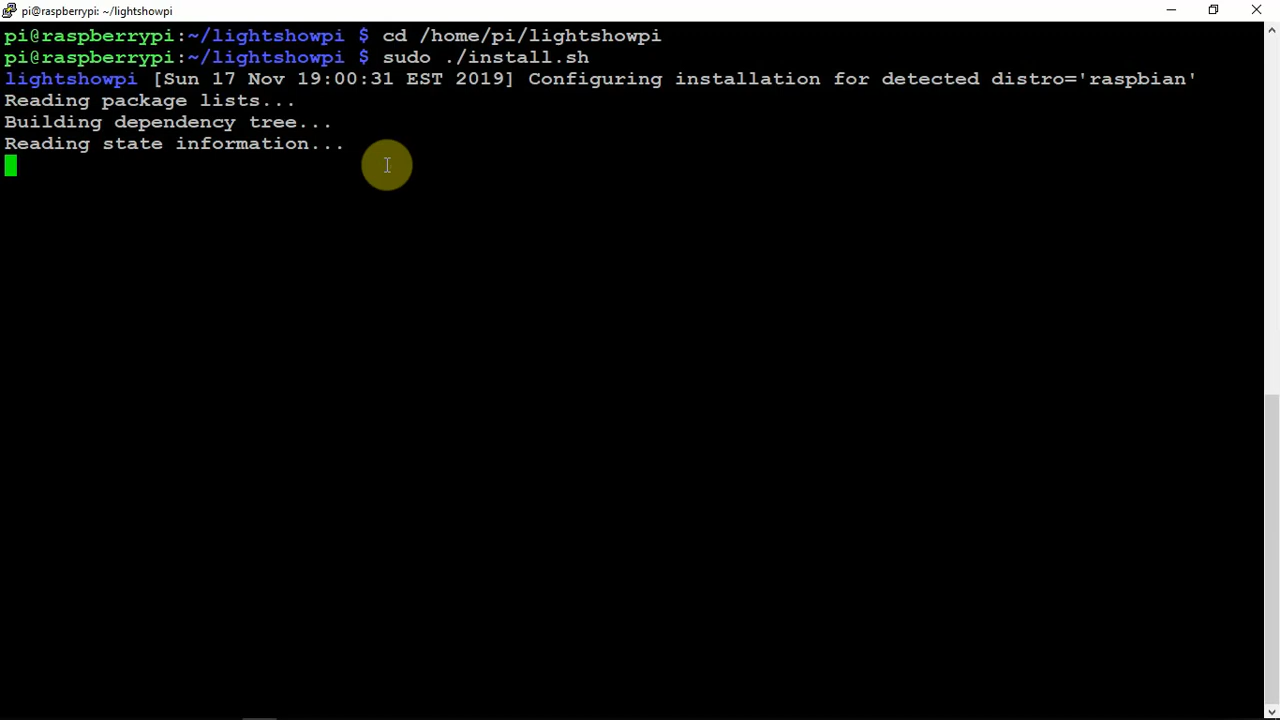 pi@raspberrypi: ~/lightshowpi
pi@raspberrypi:~/lightshowpi $ cd /home/pi/lightshowpi
pi@raspberrypi:~/lightshowpi $ sudo ./install.sh
lightshowpi [Sun 17 Nov 19:00:31 EST 2019] Configuring installation for detected distro='raspbian'
Reading package lists...
Building dependency tree...
Reading state information...